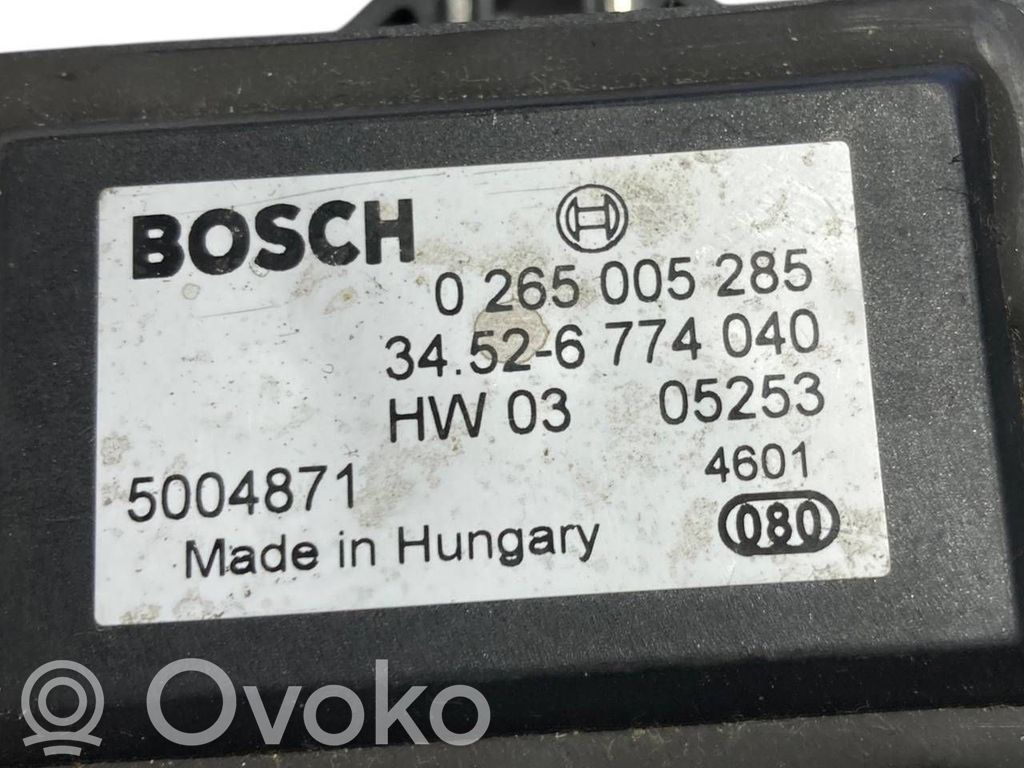 BOSCH
0 265 005 285
34.52-6 774 040
HW 03 05253
5004871 4601
080
Made in Hungary
Ovoko